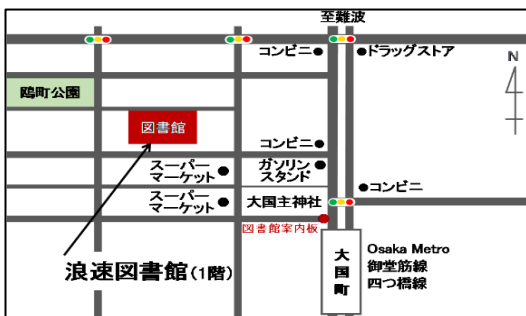 至難波
コンビニ
ドラッグストア
N
鴎町公園
図書館
コンビニ
スーパー
マーケット
ガソリン
スタンド
コンビニ
スーパー
マーケット
大国主神社
図書館案内板
浪速図書館(1階)
大国町
Osaka Metro
御堂筋線
四つ橋線